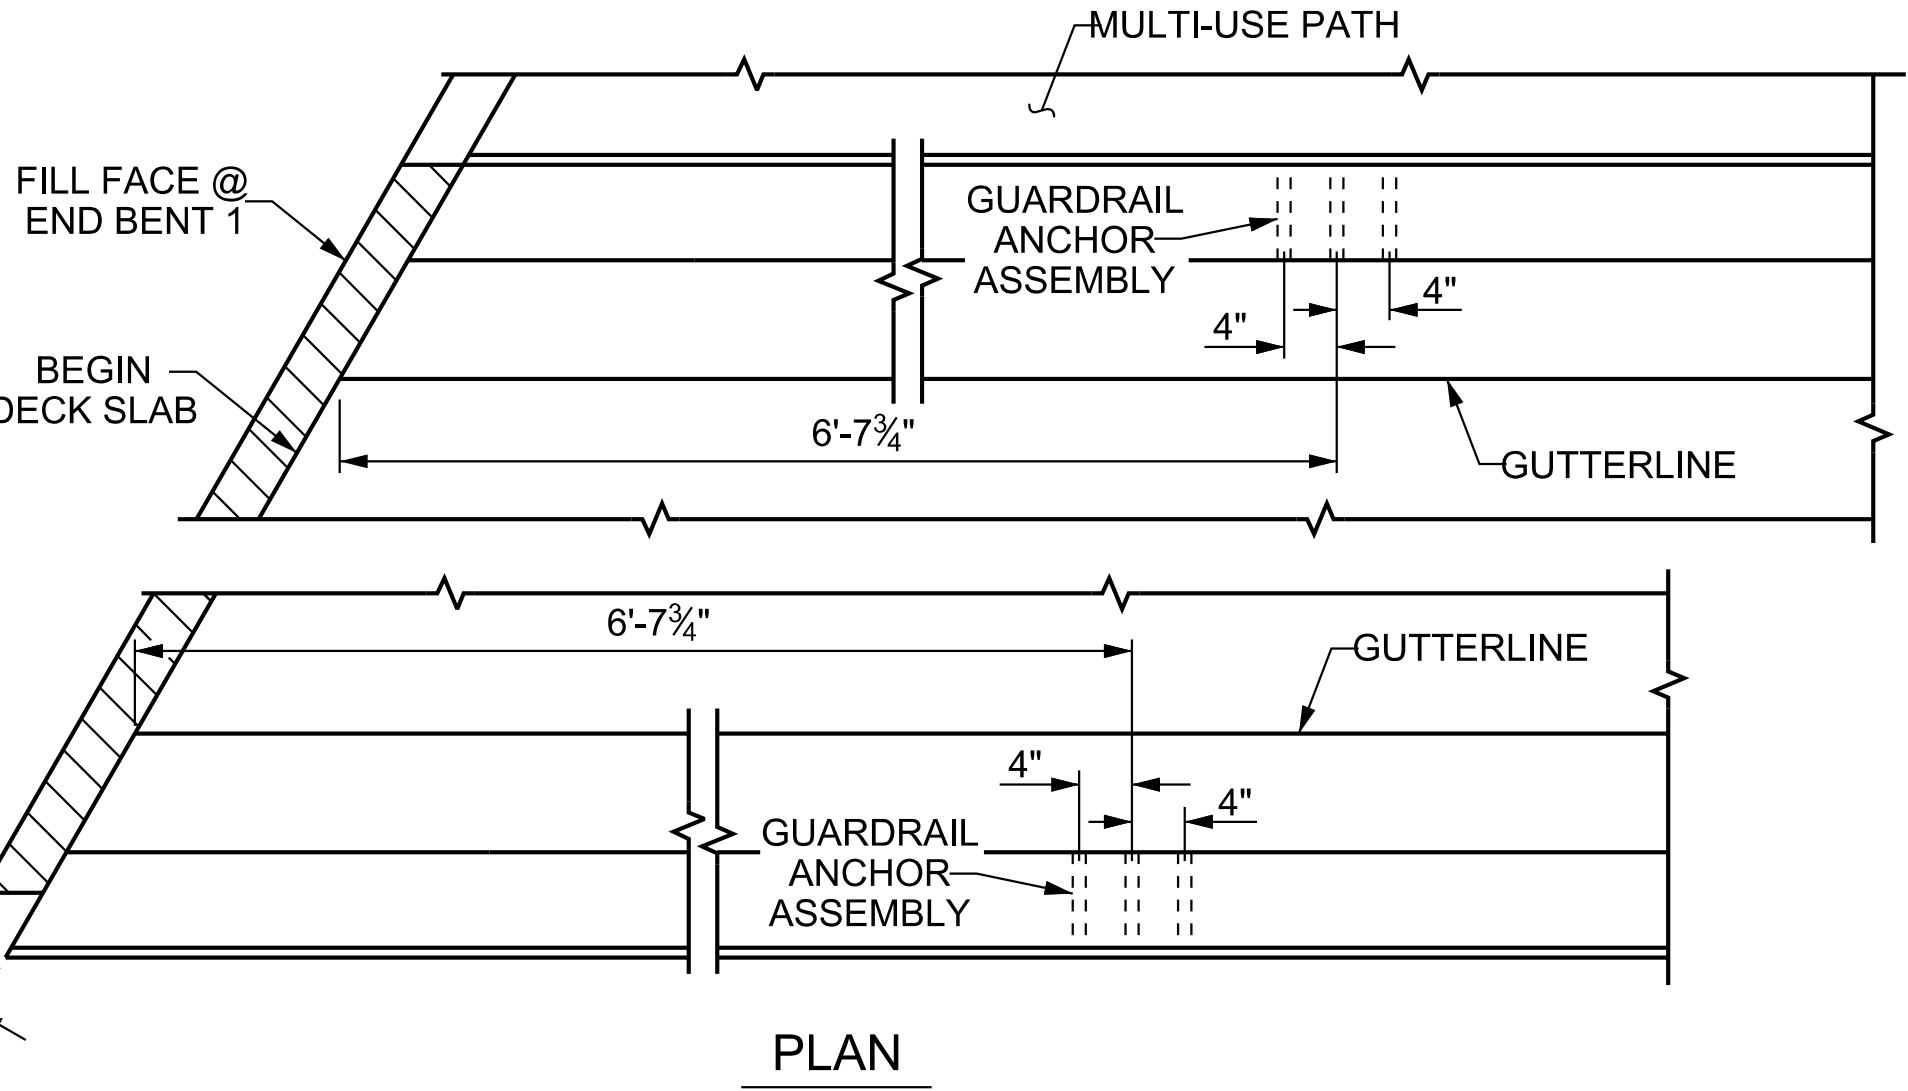 MULTI-USE PATH
FILL FACE @
END BENT 1
GUARDRAIL
ANCHOR
ASSEMBLY
4"
4"
BEGIN
DECK SLAB
6'-7¾"
GUTTERLINE
6'-7¾"
GUTTERLINE
4"
4"
GUARDRAIL
ANCHOR
ASSEMBLY
PLAN